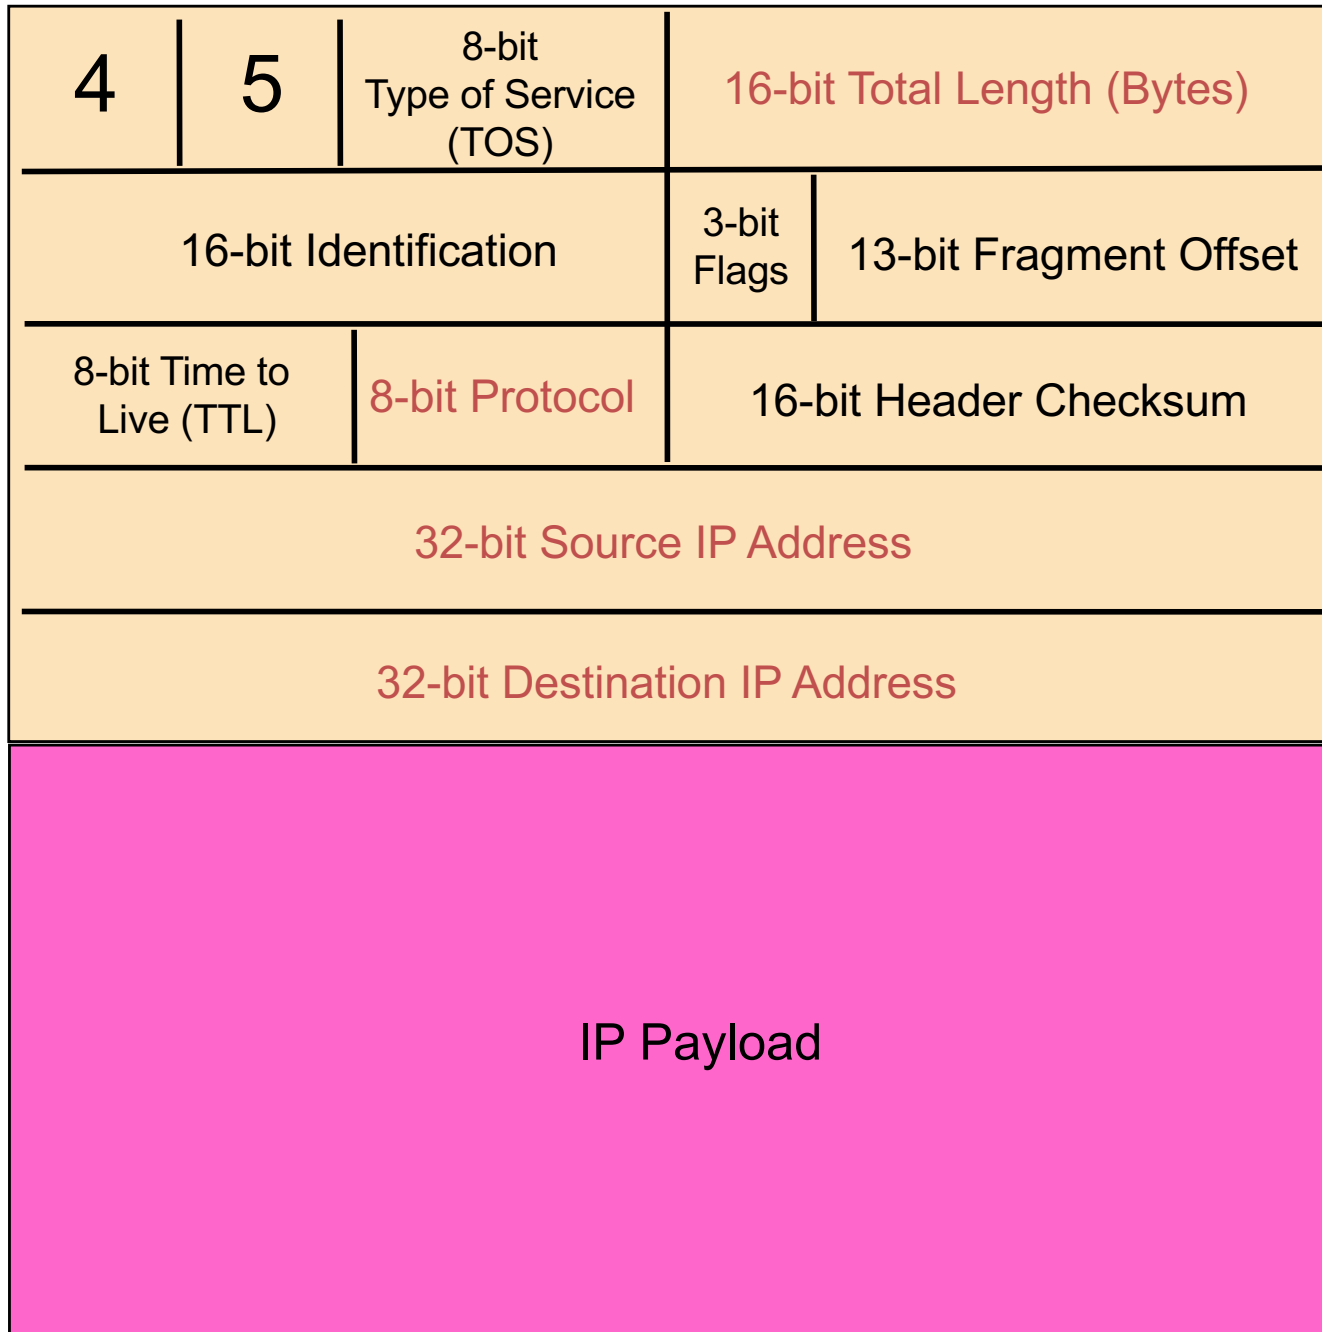 4
5
8-bit
Type of Service
(TOS)
16-bit Total Length (Bytes)
16-bit Identification
3-bit
Flags
13-bit Fragment Offset
8-bit Time to
Live (TTL)
8-bit Protocol
16-bit Header Checksum
32-bit Source IP Address
32-bit Destination IP Address
IP Payload